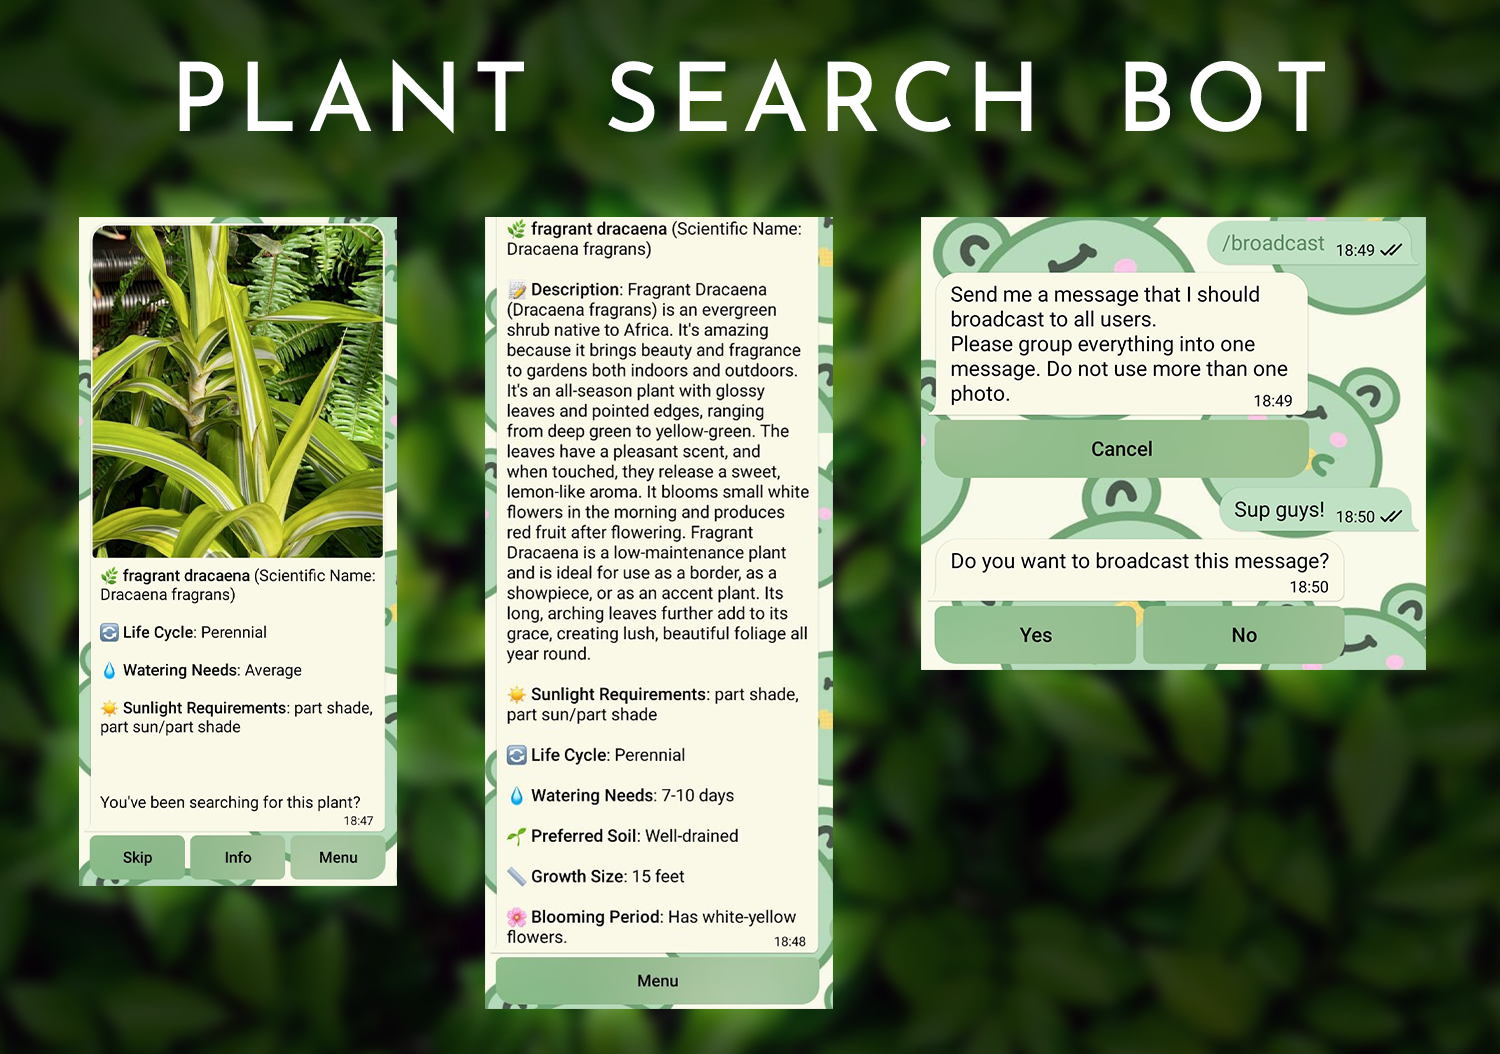 PLANT SEARCH BOT
🌿 fragrant dracaena (Scientific Name:
Dracaena fragrans)
🔄 Life Cycle: Perennial
💧 Watering Needs: Average
☀️ Sunlight Requirements: part shade,
part sun/part shade
You've been searching for this plant?
18:47
Skip
Info
Menu
🌿 fragrant dracaena (Scientific Name:
Dracaena fragrans)
📝 Description: Fragrant Dracaena
(Dracaena fragrans) is an evergreen
shrub native to Africa. It's amazing
because it brings beauty and fragrance
to gardens both indoors and outdoors.
It's an all-season plant with glossy
leaves and pointed edges, ranging
from deep green to yellow-green. The
leaves have a pleasant scent, and
when touched, they release a sweet,
lemon-like aroma. It blooms small white
flowers in the morning and produces
red fruit after flowering. Fragrant
Dracaena is a low-maintenance plant
and is ideal for use as a border, as a
showpiece, or as an accent plant. Its
long, arching leaves further add to its
grace, creating lush, beautiful foliage all
year round.
☀️ Sunlight Requirements: part shade,
part sun/part shade
🔄 Life Cycle: Perennial
💧 Watering Needs: 7-10 days
🌱 Preferred Soil: Well-drained
📏 Growth Size: 15 feet
🌸 Blooming Period: Has white-yellow
flowers.
18:48
Menu
/broadcast 18:49
Send me a message that I should
broadcast to all users.
Please group everything into one
message. Do not use more than one
photo.
18:49
Cancel
Sup guys! 18:50
Do you want to broadcast this message?
18:50
Yes
No